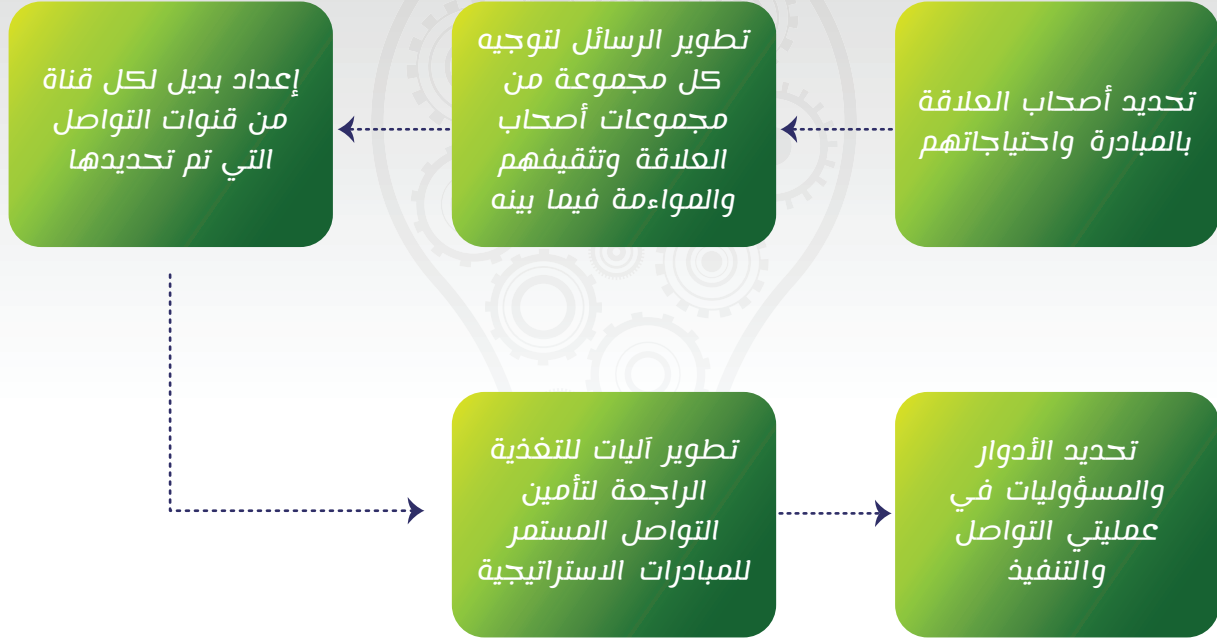 تحديد أصحاب العلاقة
بالمبادرة واحتياجاتهم
تطوير الرسائل لتوجيه
كل مجموعة من
مجموعات أصحاب
العلاقة وتثقيفهم
والمواءمة فيما بينه
إعداد بديل لكل قناة
من قنوات التواصل
التي تم تحديدها
تطوير آليات للتغذية
الراجعة لتأمين
التواصل المستمر
للمبادرات الاستراتيجية
تحديد الأدوار
والمسؤوليات في
عمليتي التواصل
والتنفيذ